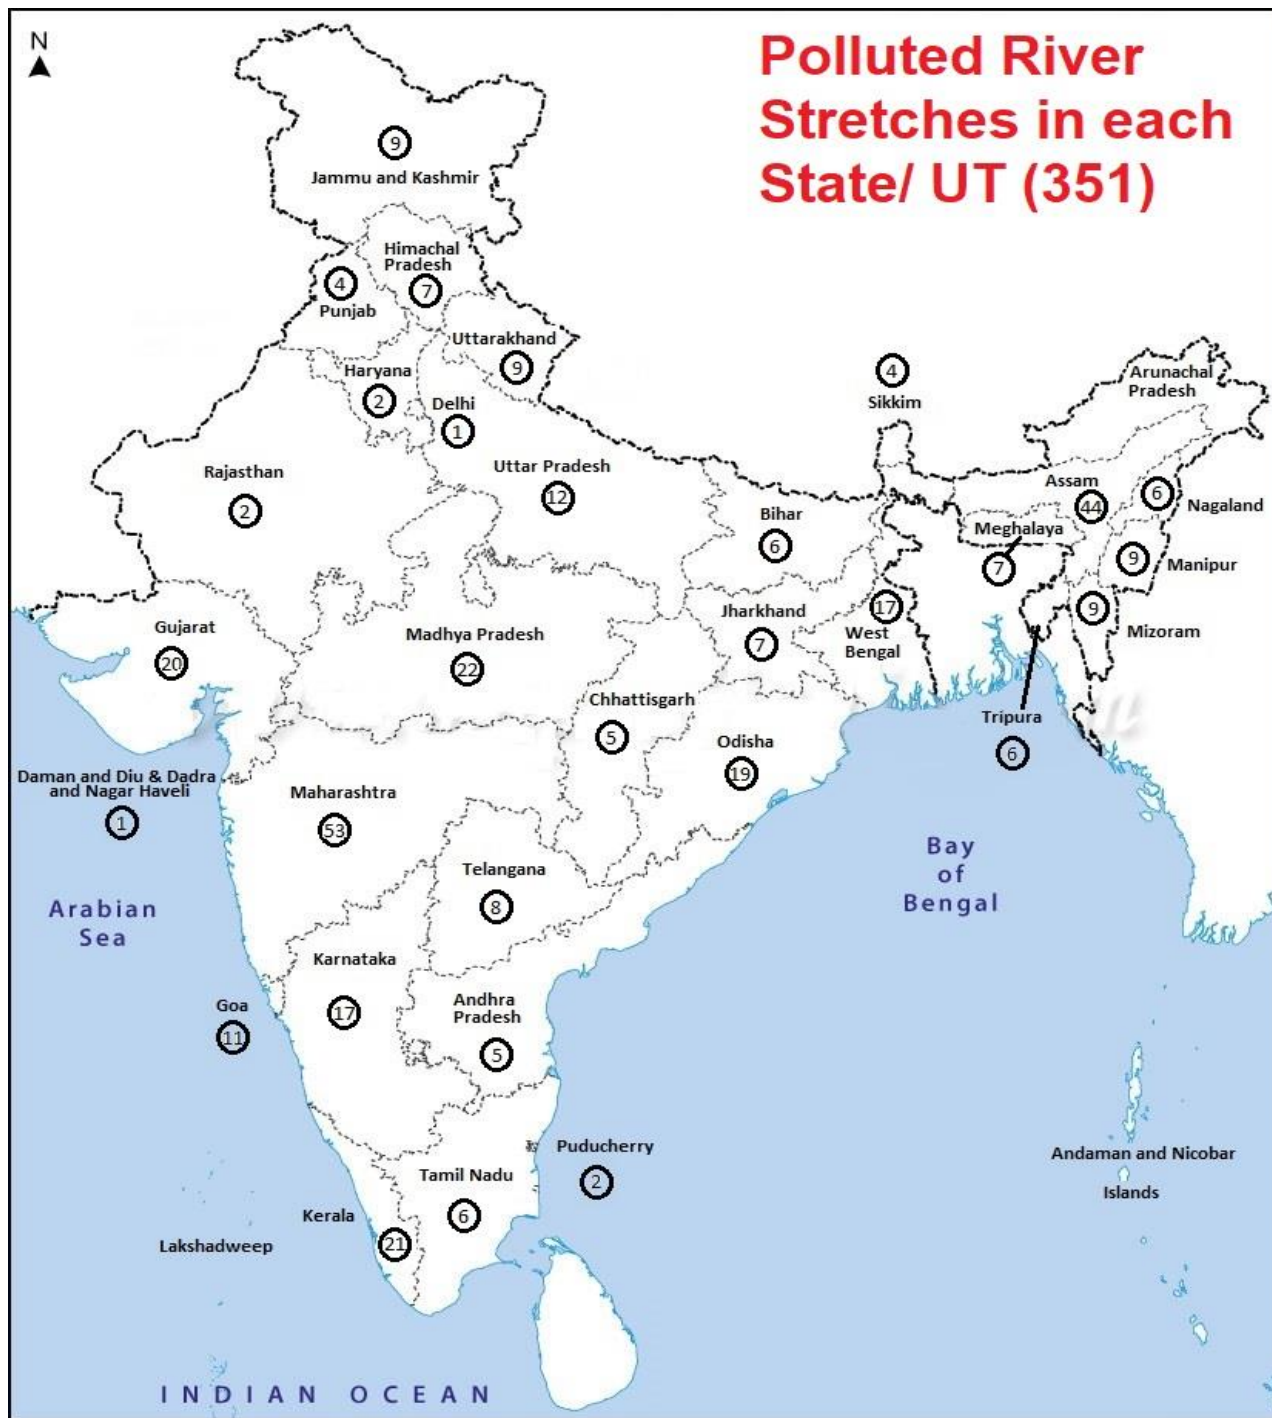 N
Polluted River
Stretches in each
State/ UT (351)
9
Jammu and Kashmir
Himachal
Pradesh
7
4
Punjab
Uttarakhand
9
Haryana
2
Delhi
1
4
Sikkim
Arunachal
Pradesh
Rajasthan
2
Uttar Pradesh
12
Bihar
6
Assam
44
6
Nagaland
Meghalaya
7
9
Manipur
9
Mizoram
Gujarat
20
Madhya Pradesh
22
Jharkhand
7
17
West
Bengal
Chhattisgarh
5
Odisha
19
Tripura
6
Daman and Diu & Dadra
and Nagar Haveli
1
Maharashtra
53
Telangana
8
Bay
of
Bengal
Arabian
Sea
Karnataka
17
Goa
11
Andhra
Pradesh
5
Puducherry
2
Andaman and Nicobar
Islands
Tamil Nadu
6
Kerala
21
Lakshadweep
INDIAN OCEAN